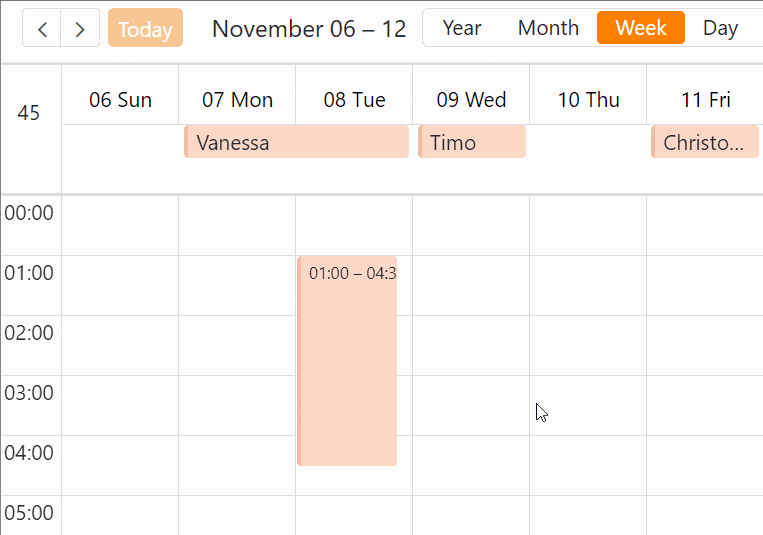 Today November 06 – 12 Year Month Week Day
45 06 Sun 07 Mon 08 Tue 09 Wed 10 Thu 11 Fri
Vanessa Timo Christo...
00:00
01:00 01:00 – 04:3
02:00
03:00
04:00
05:00